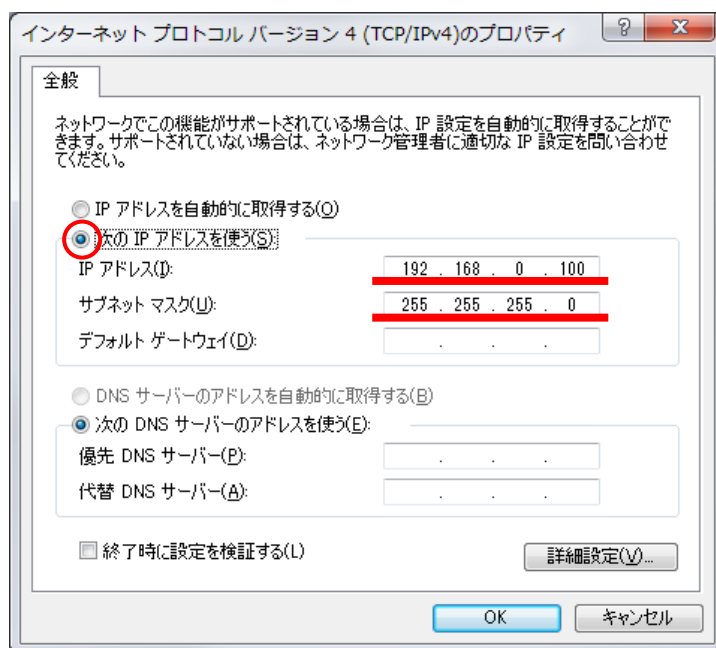 インターネット プロトコル バージョン 4 (TCP/IPv4)のプロパティ
全般
ネットワークでこの機能がサポートされている場合は、IP 設定を自動的に取得することがで
きます。サポートされていない場合は、ネットワーク管理者に適切な IP 設定を問い合わせ
てください。
IP アドレスを自動的に取得する(O)
次の IP アドレスを使う(S):
IP アドレス(I): 192 . 168 . 0 . 100
サブネット マスク(U): 255 . 255 . 255 . 0
デフォルト ゲートウェイ(D): . . .
DNS サーバーのアドレスを自動的に取得する(B)
次の DNS サーバーのアドレスを使う(E):
優先 DNS サーバー(P): . . .
代替 DNS サーバー(A): . . .
終了時に設定を検証する(L)
詳細設定(V)...
OK キャンセル